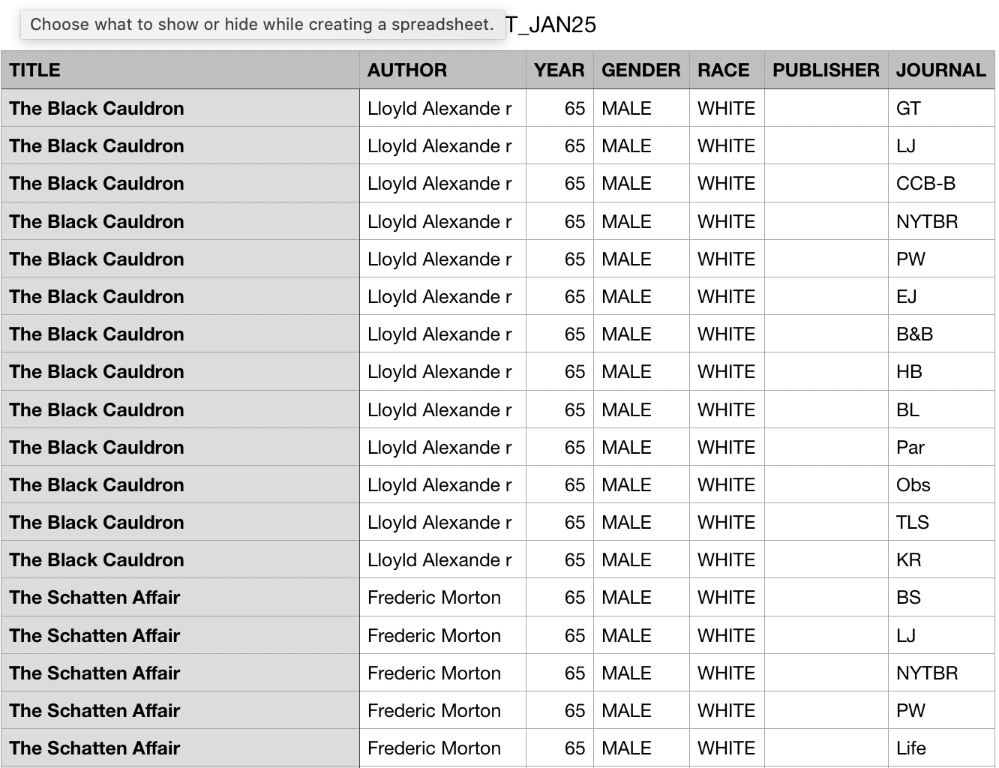 Choose what to show or hide while creating a spreadsheet. T_JAN25
TITLE AUTHOR YEAR GENDER RACE PUBLISHER JOURNAL
The Black Cauldron Lloyld Alexande r 65 MALE WHITE GT
The Black Cauldron Lloyld Alexande r 65 MALE WHITE LJ
The Black Cauldron Lloyld Alexande r 65 MALE WHITE CCB-B
The Black Cauldron Lloyld Alexande r 65 MALE WHITE NYTBR
The Black Cauldron Lloyld Alexande r 65 MALE WHITE PW
The Black Cauldron Lloyld Alexande r 65 MALE WHITE EJ
The Black Cauldron Lloyld Alexande r 65 MALE WHITE B&B
The Black Cauldron Lloyld Alexande r 65 MALE WHITE HB
The Black Cauldron Lloyld Alexande r 65 MALE WHITE BL
The Black Cauldron Lloyld Alexande r 65 MALE WHITE Par
The Black Cauldron Lloyld Alexande r 65 MALE WHITE Obs
The Black Cauldron Lloyld Alexande r 65 MALE WHITE TLS
The Black Cauldron Lloyld Alexande r 65 MALE WHITE KR
The Schatten Affair Frederic Morton 65 MALE WHITE BS
The Schatten Affair Frederic Morton 65 MALE WHITE LJ
The Schatten Affair Frederic Morton 65 MALE WHITE NYTBR
The Schatten Affair Frederic Morton 65 MALE WHITE PW
The Schatten Affair Frederic Morton 65 MALE WHITE Life